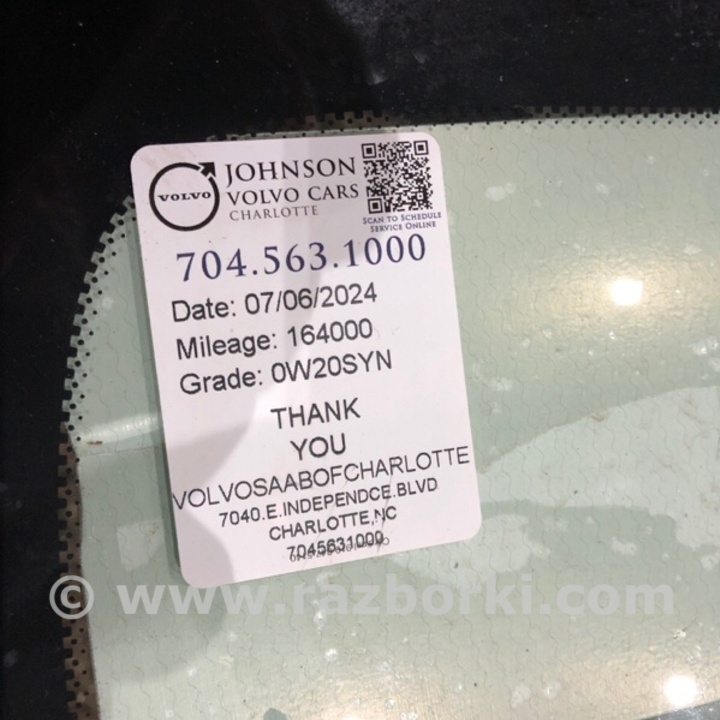 VOLVO
JOHNSON
VOLVO CARS
CHARLOTTE
SCAN TO SCHEDULE
SERVICE ONLINE
704.563.1000
Date: 07/06/2024
Mileage: 164000
Grade: 0W20SYN
THANK
YOU
VOLVOSAABOFCHARLOTTE
7040.E.INDEPENDCE.BLVD
CHARLOTTE,NC
7045631000
© www.razborki.com